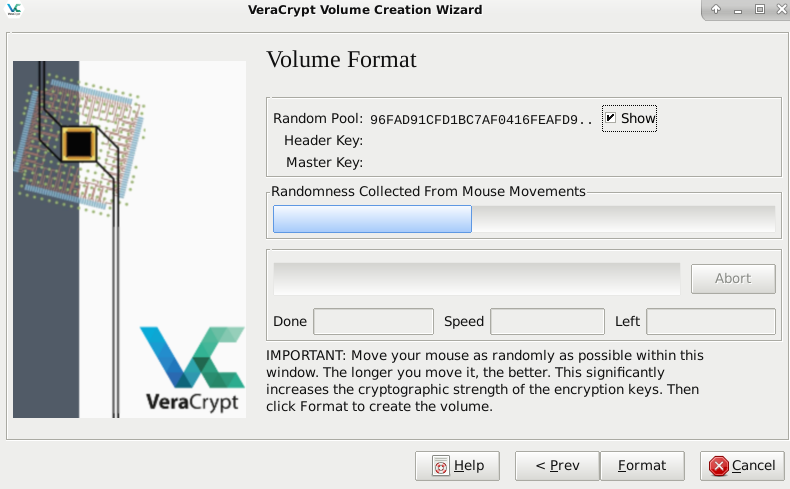 VeraCrypt Volume Creation Wizard
Volume Format
Random Pool: 96FAD91CFD1BC7AF0416FEAFD9.. Show
Header Key:
Master Key:
Randomness Collected From Mouse Movements
Abort
Done Speed Left
IMPORTANT: Move your mouse as randomly as possible within this
window. The longer you move it, the better. This significantly
increases the cryptographic strength of the encryption keys. Then
click Format to create the volume.
VeraCrypt
Help < Prev Format Cancel